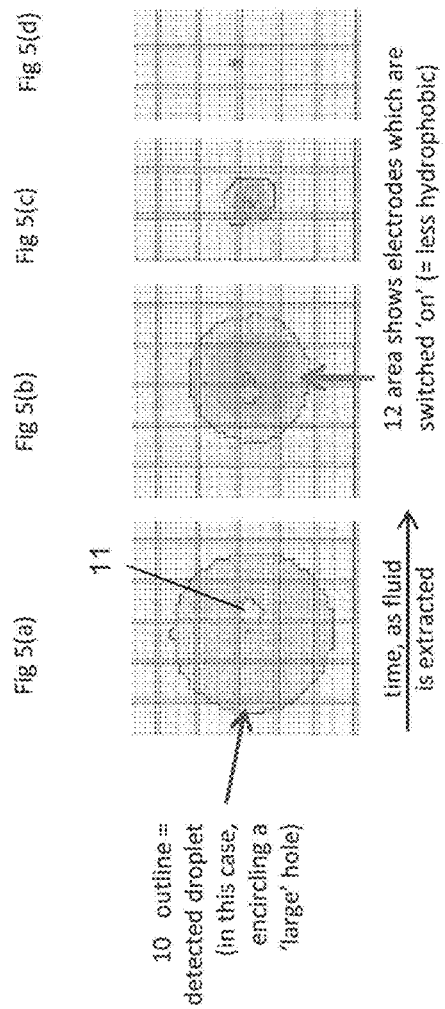 Fig 5(a)
Fig 5(b)
Fig 5(c)
Fig 5(d)
11
10 outline =
detected droplet
(in this case,
encircling a
'large' hole)
time, as fluid
is extracted
12 area shows electrodes which are
switched 'on' (= less hydrophobic)